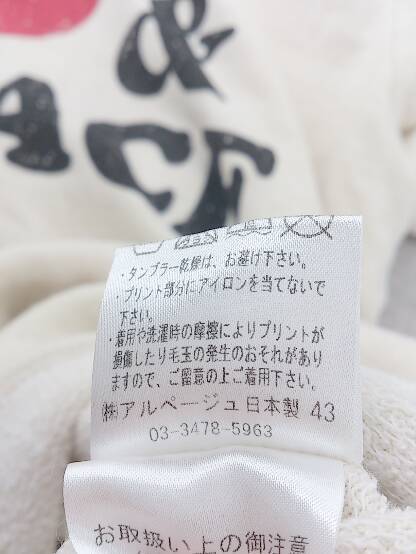 &
・タンブラー乾燥は、お避け下さい。
・プリント部分にアイロンを当てないで
下さい。
・着用や洗濯時の摩擦によりプリントが
損傷したり毛玉の発生のおそれがあり
ますので、ご留意の上ご着用下さい。
(株)アルページュ日本製 43
03-3478-5963
お取扱い上の御注意